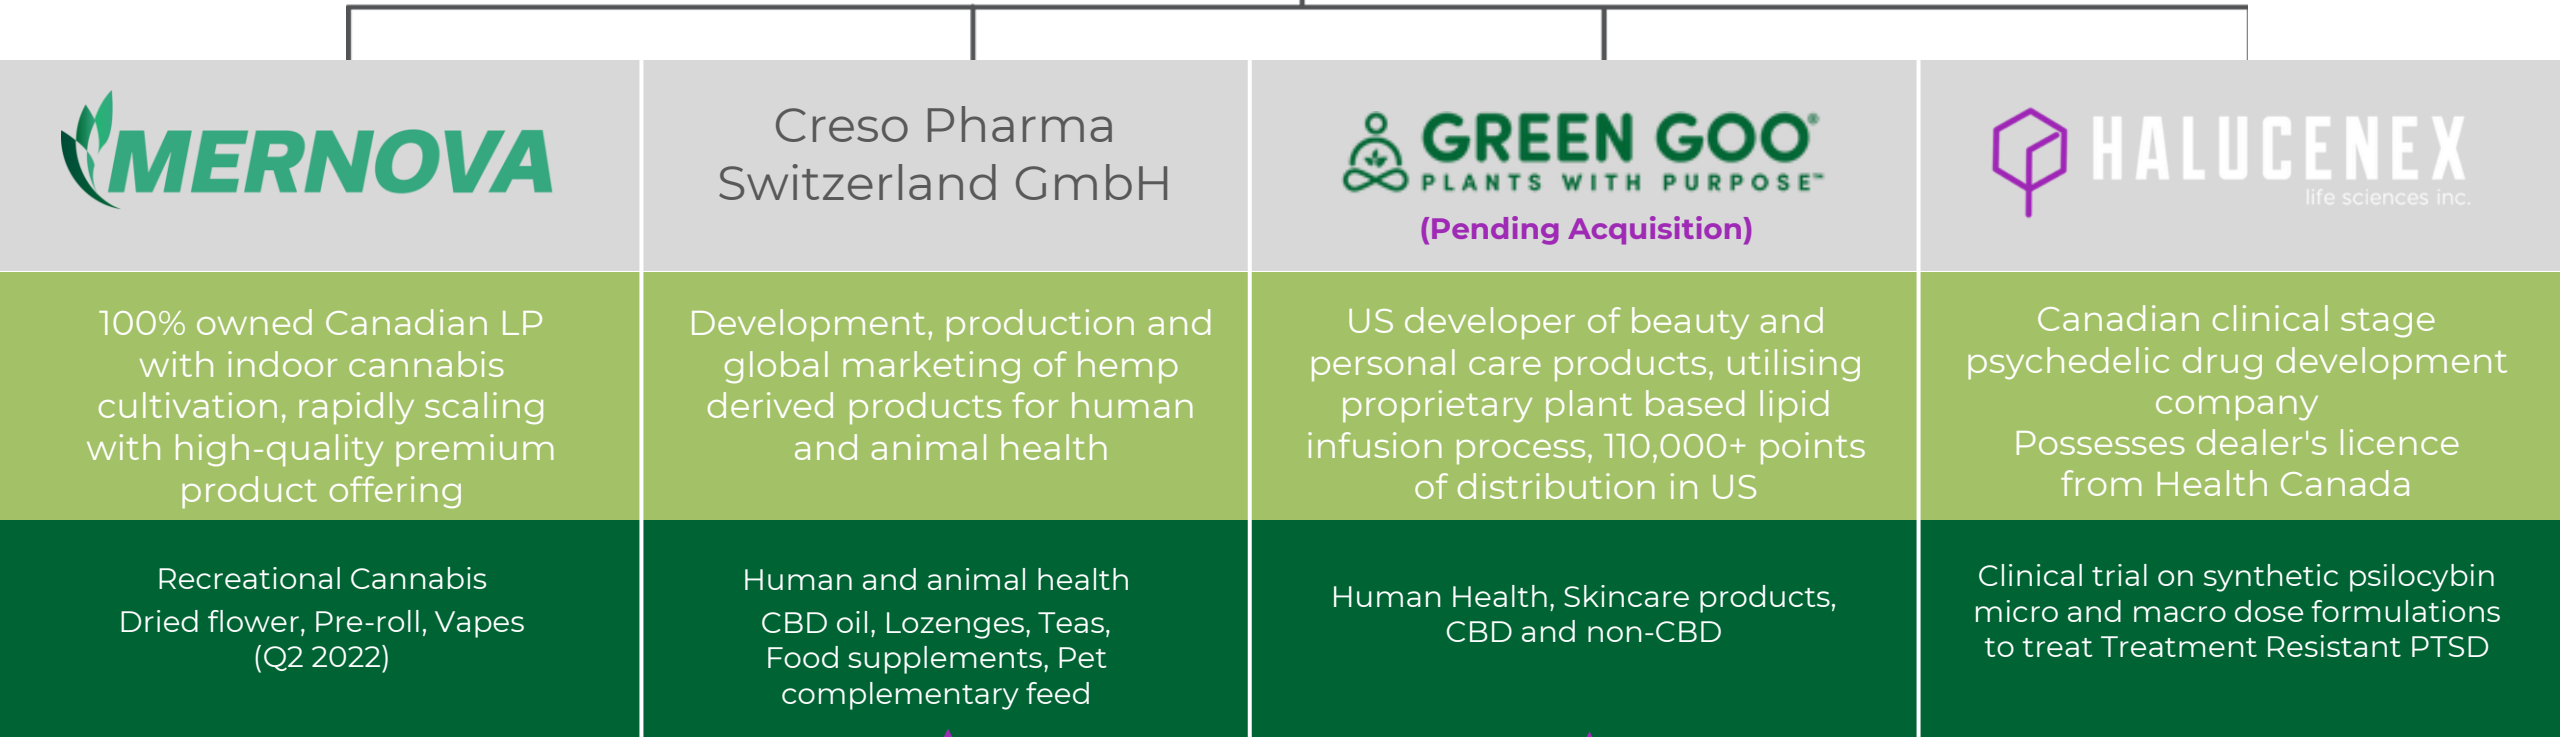 MERNOVA
100% owned Canadian LP
with indoor cannabis
cultivation, rapidly scaling
with high-quality premium
product offering
Recreational Cannabis
Dried flower, Pre-roll, Vapes
(Q2 2022)
Creso Pharma
Switzerland GmbH
Development, production and
global marketing of hemp
derived products for human
and animal health
Human and animal health
CBD oil, Lozenges, Teas,
Food supplements, Pet
complementary feed
GREEN GOO®
PLANTS WITH PURPOSE™
(Pending Acquisition)
US developer of beauty and
personal care products, utilising
proprietary plant based lipid
infusion process, 110,000+ points
of distribution in US
Human Health, Skincare products,
CBD and non-CBD
HALUCENEX
life sciences inc.
Canadian clinical stage
psychedelic drug development
company
Possesses dealer's licence
from Health Canada
Clinical trial on synthetic psilocybin
micro and macro dose formulations
to treat Treatment Resistant PTSD